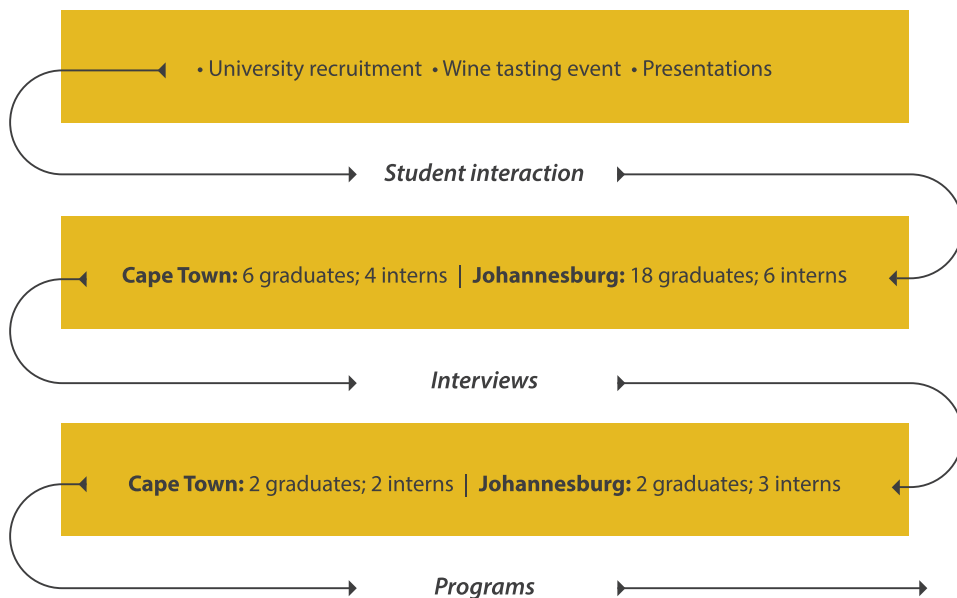 • University recruitment • Wine tasting event • Presentations
Student interaction
Cape Town: 6 graduates; 4 interns | Johannesburg: 18 graduates; 6 interns
Interviews
Cape Town: 2 graduates; 2 interns | Johannesburg: 2 graduates; 3 interns
Programs